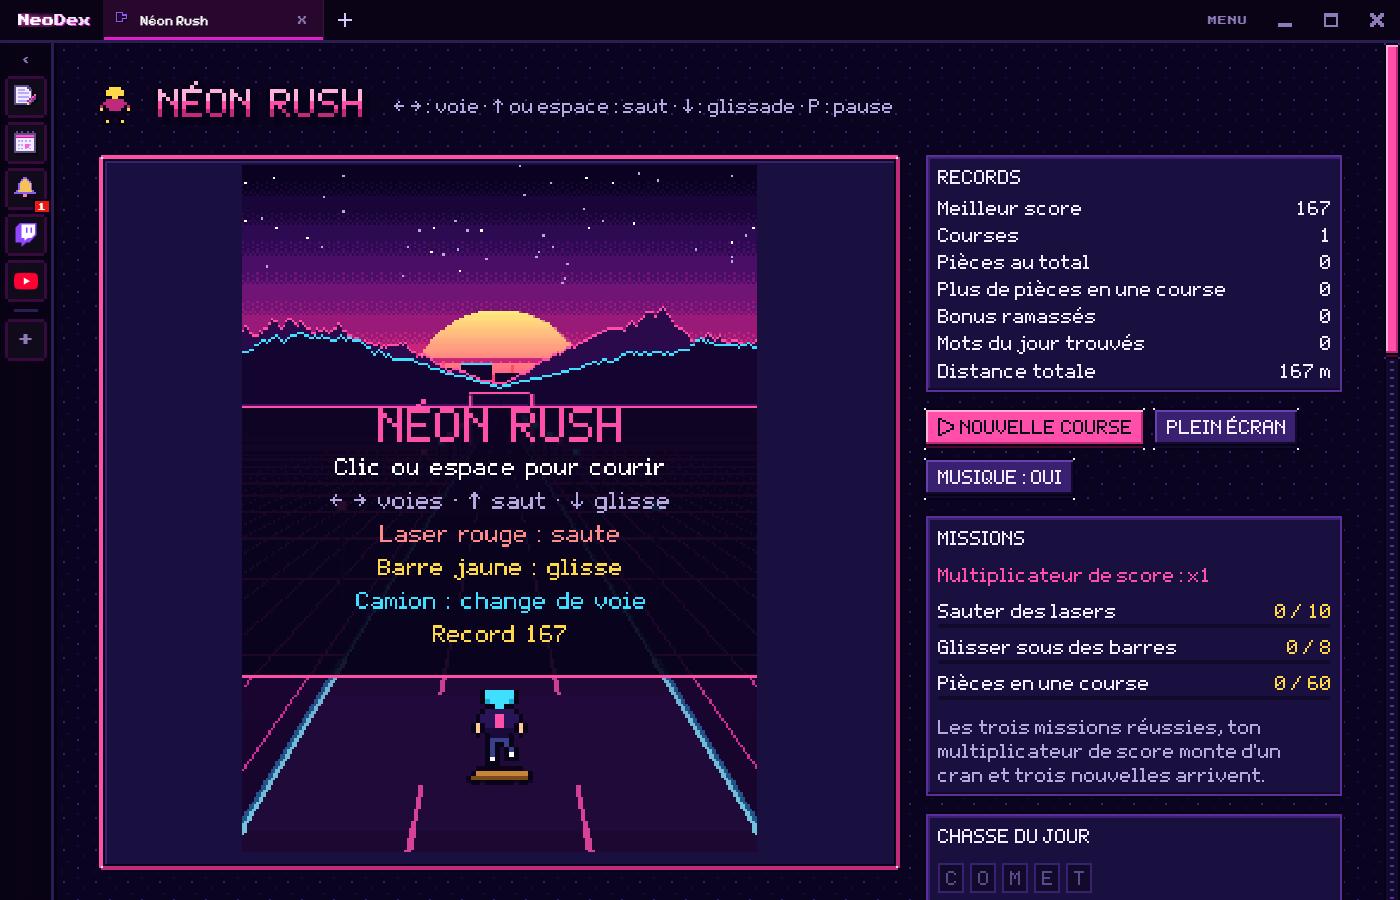 NeoDex
Néon Rush
MENU
1
NÉON RUSH
← → : voie · ↑ ou espace : saut · ↓ : glissade · P : pause
NÉON RUSH
Clic ou espace pour courir
← → voies · ↑ saut · ↓ glisse
Laser rouge : saute
Barre jaune : glisse
Camion : change de voie
Record 167
RECORDS
Meilleur score 167
Courses 1
Pièces au total 0
Plus de pièces en une course 0
Bonus ramassés 0
Mots du jour trouvés 0
Distance totale 167 m
NOUVELLE COURSE
PLEIN ÉCRAN
MUSIQUE : OUI
MISSIONS
Multiplicateur de score : x1
Sauter des lasers 0 / 10
Glisser sous des barres 0 / 8
Pièces en une course 0 / 60
Les trois missions réussies, ton
multiplicateur de score monte d'un
cran et trois nouvelles arrivent.
CHASSE DU JOUR
C O M E T